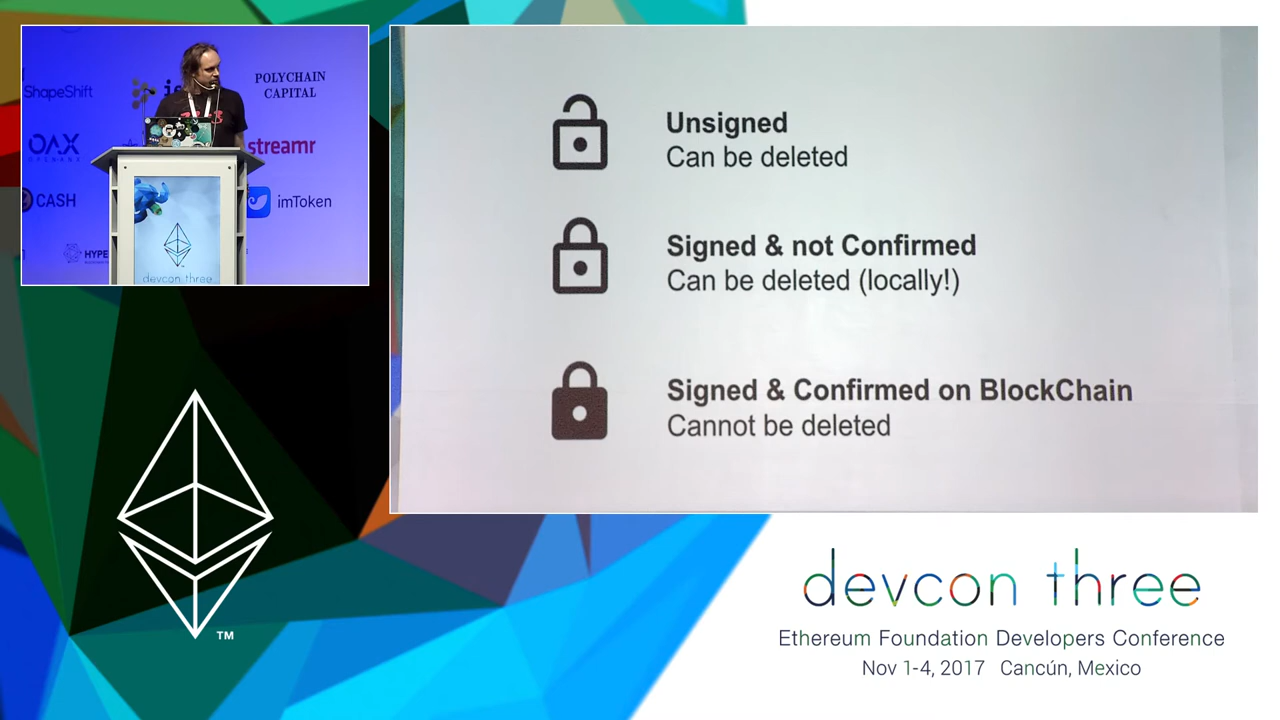 ShapeShift
POLYCHAIN
CAPITAL
OAX
streamr
CASH
imToken
HYPE
devcon three
Unsigned
Can be deleted
Signed & not Confirmed
Can be deleted (locally!)
Signed & Confirmed on BlockChain
Cannot be deleted
TM
devcon three
Ethereum Foundation Developers Conference
Nov 1-4, 2017 Cancún, Mexico